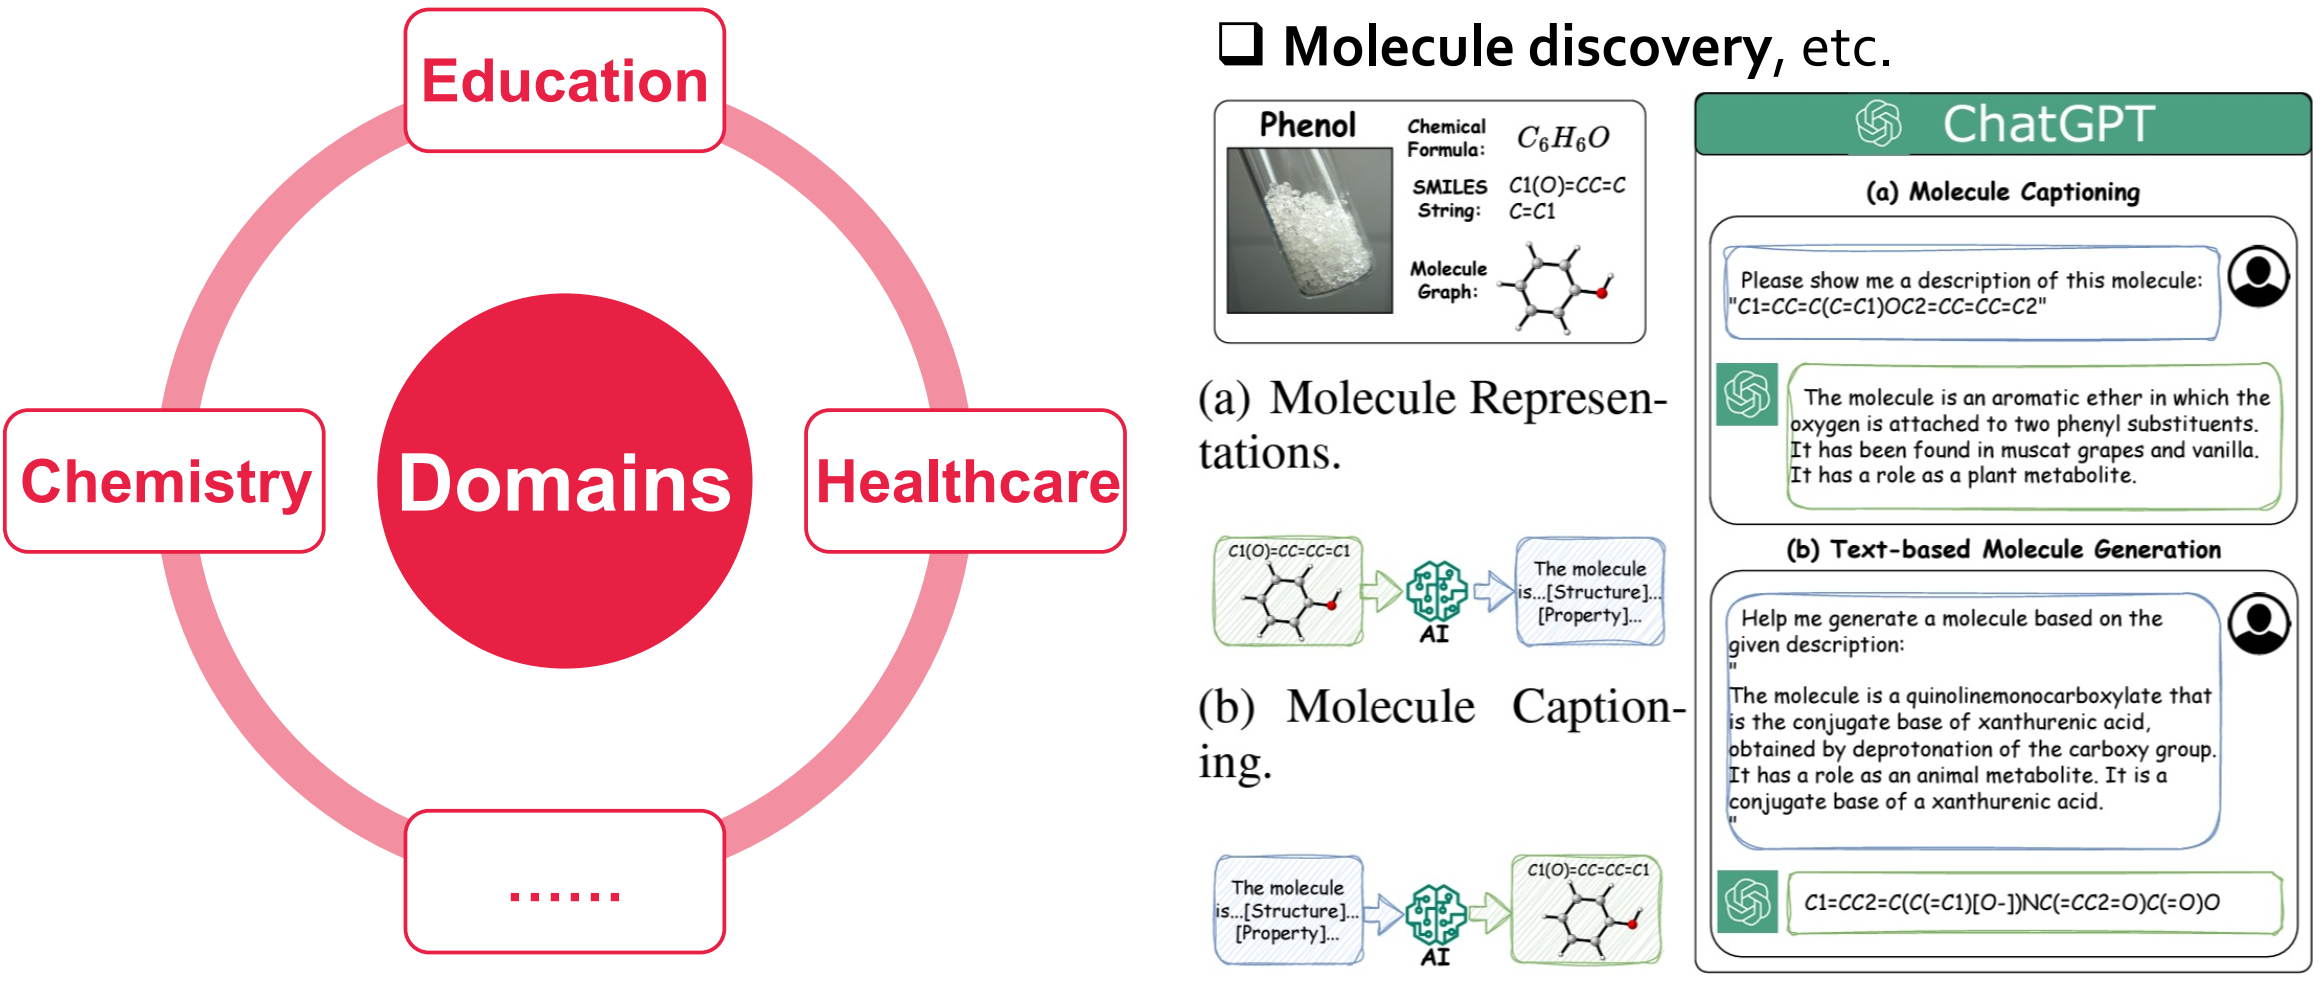 Education
Chemistry
Domains
Healthcare
......
❑ Molecule discovery, etc.
Phenol
Chemical
Formula:
C6H6O
SMILES
String:
C1(O)=CC=C
C=C1
Molecule
Graph:
(a) Molecule Represen-
tations.
C1(O)=CC=CC=C1
AI
The molecule
is...[Structure]...
[Property]...
(b) Molecule Caption-
ing.
The molecule
is...[Structure]...
[Property]...
AI
C1(O)=CC=CC=C1
ChatGPT
(a) Molecule Captioning
Please show me a description of this molecule:
"C1=CC=C(C=C1)OC2=CC=CC=C2"
The molecule is an aromatic ether in which the
oxygen is attached to two phenyl substituents.
It has been found in muscat grapes and vanilla.
It has a role as a plant metabolite.
(b) Text-based Molecule Generation
Help me generate a molecule based on the
given description:
"
The molecule is a quinolinemonocarboxylate that
is the conjugate base of xanthurenic acid,
obtained by deprotonation of the carboxy group.
It has a role as an animal metabolite. It is a
conjugate base of a xanthurenic acid.
"
C1=CC2=C(C(=C1)[O-])NC(=CC2=O)C(=O)O